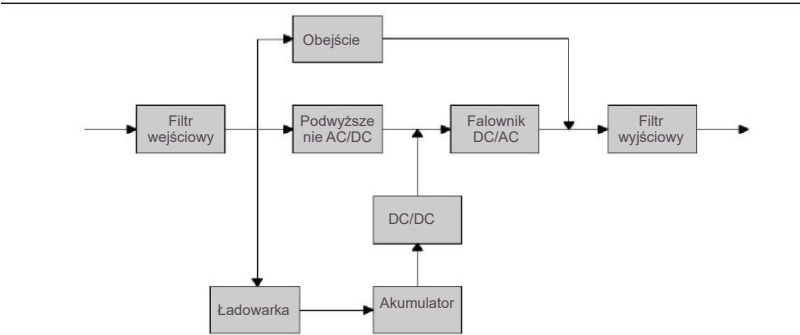 Obejście
Filtr
wejściowy
Podwyższe
nie AC/DC
Falownik
DC/AC
Filtr
wyjściowy
DC/DC
Ładowarka
Akumulator